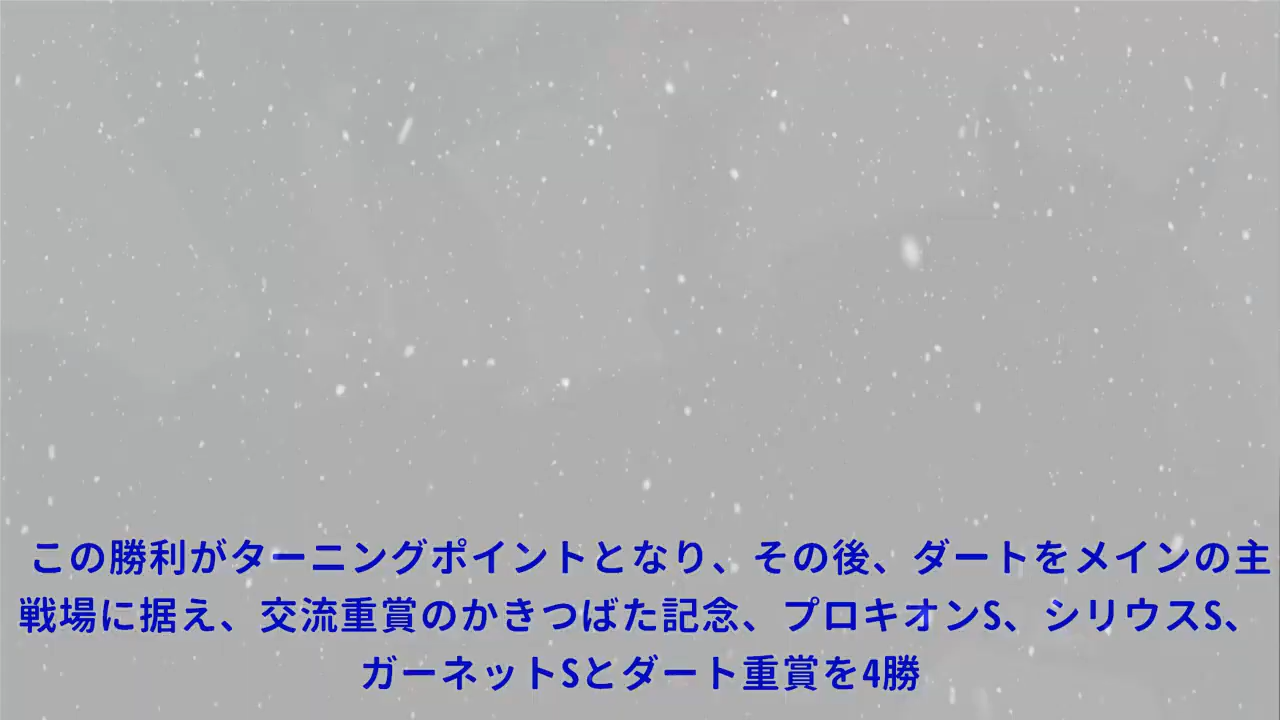 この勝利がターニングポイントとなり、その後、ダートをメインの主
戦場に据え、交流重賞のかきつばた記念、プロキオンS、シリウスS、
ガーネットSとダート重賞を4勝